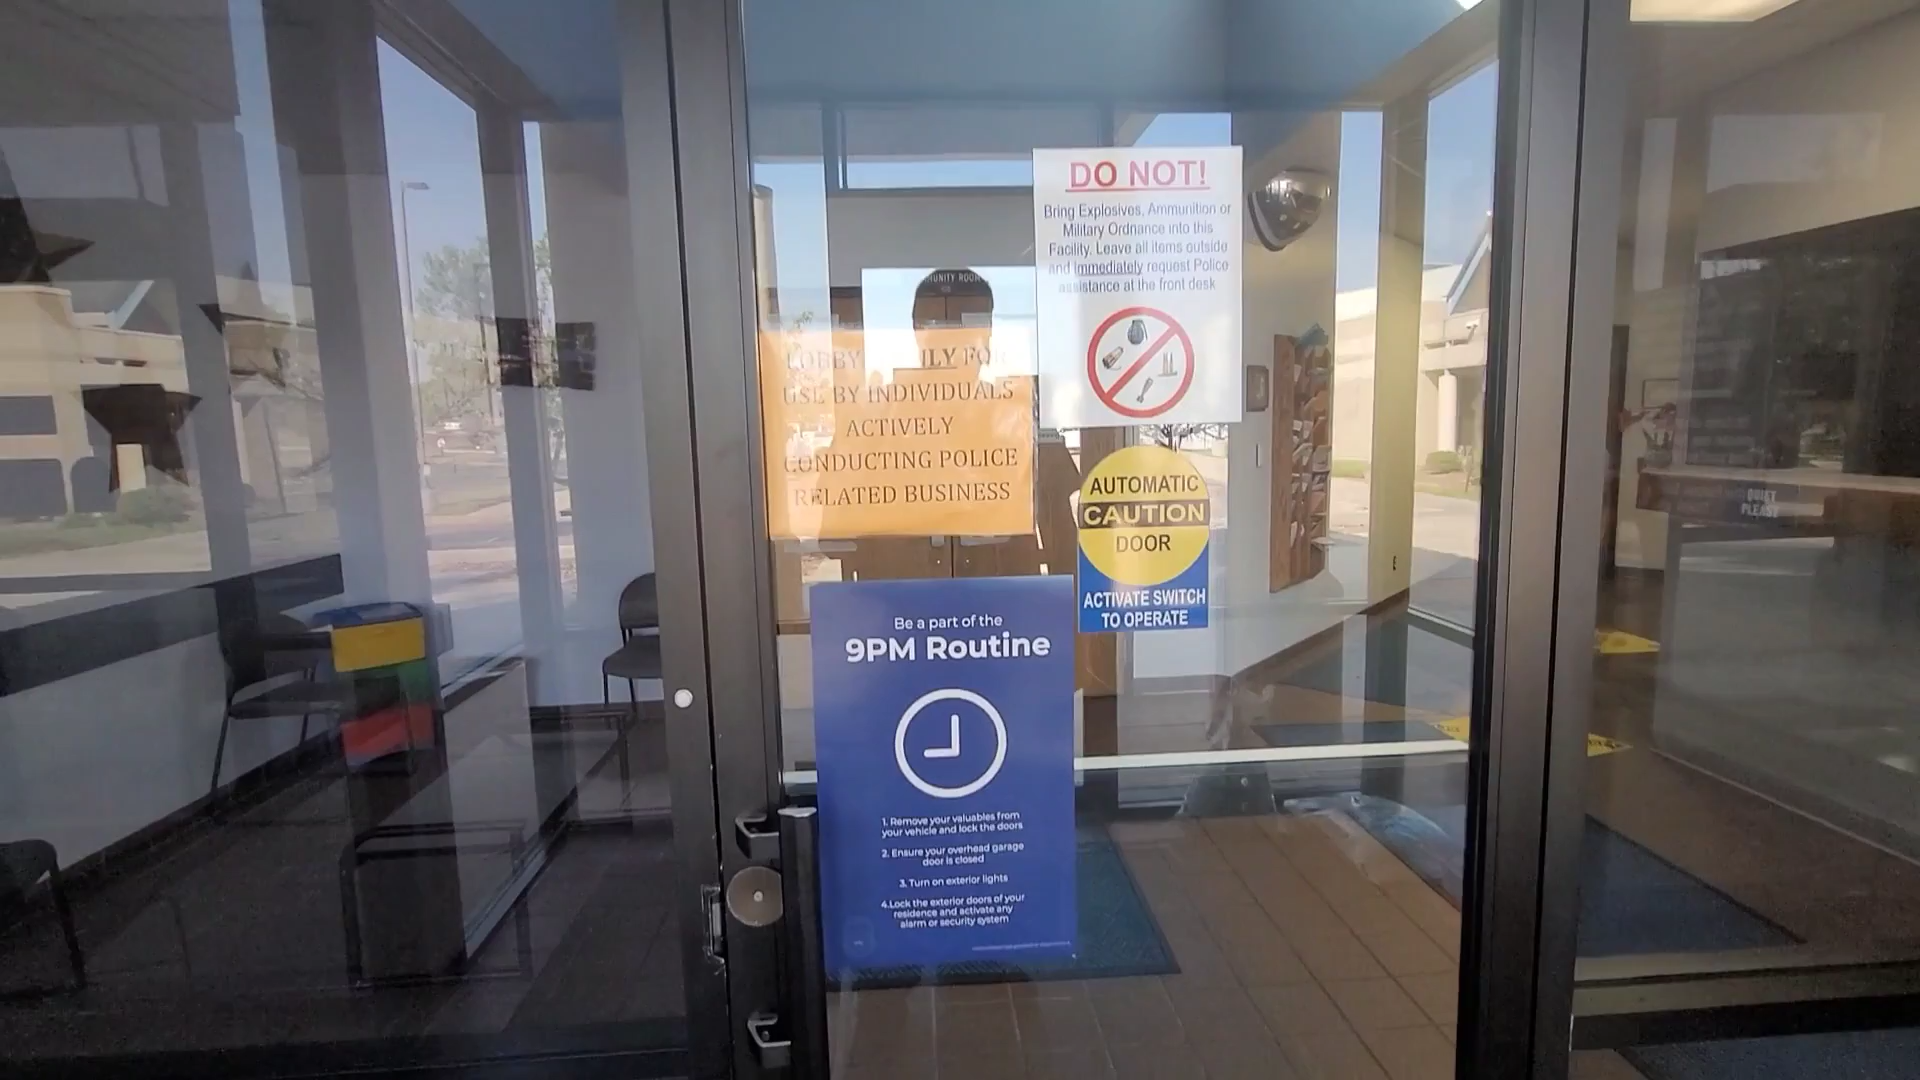 DO NOT!
Bring Explosives, Ammunition or
Military Ordnance into this
Facility. Leave all items outside
and immediately request Police
assistance at the front desk
LOBBY FOR
USE BY INDIVIDUALS
ACTIVELY
CONDUCTING POLICE
RELATED BUSINESS
AUTOMATIC
CAUTION
DOOR
ACTIVATE SWITCH
TO OPERATE
QUIET
PLEASE
Be a part of the
9PM Routine
1. Remove your valuables from
your vehicle and lock the doors
2. Ensure your overhead garage
door is closed
3. Turn on exterior lights
4.Lock the exterior doors of your
residence and activate any
alarm or security system